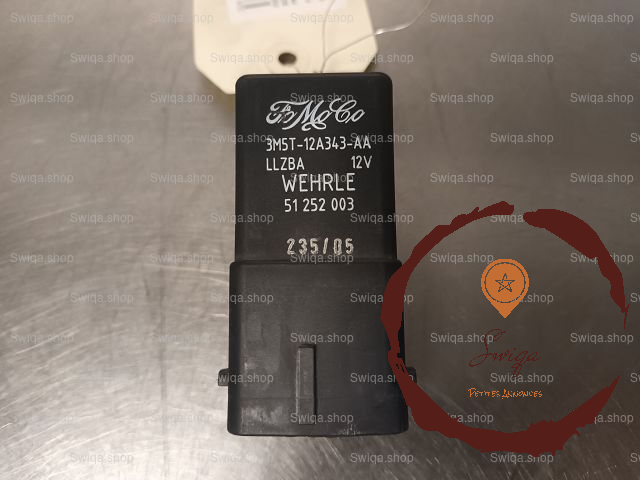 FoMoCo
3M5T-12A343-AA
LLZBA 12V
WEHRLE
51 252 003
235/05
Swiqa
PETITES ANNONCES
Swiqa.shop